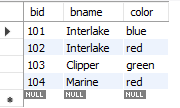 bid bname color
101 Interlake blue
102 Interlake red
103 Clipper green
104 Marine red
NULL NULL NULL